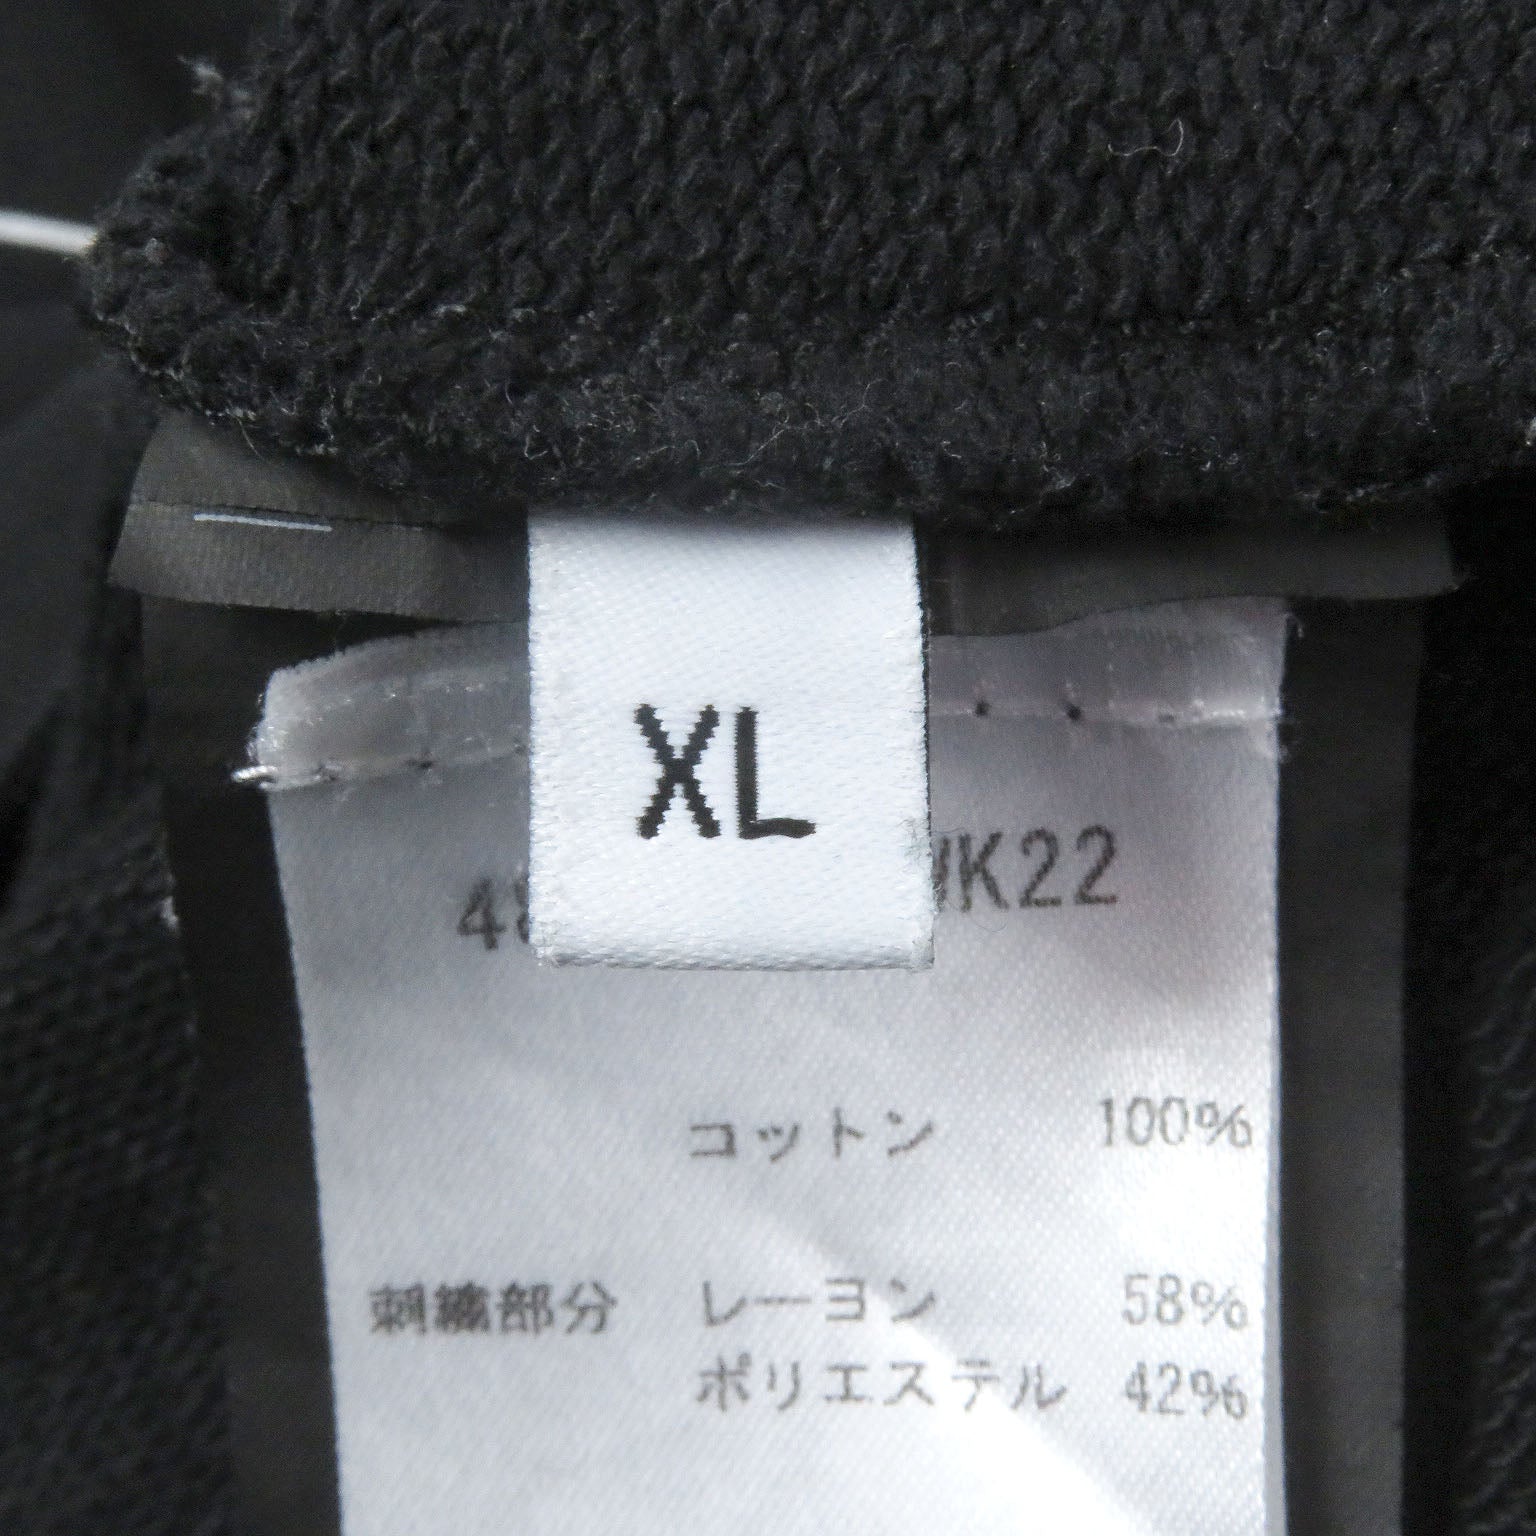 XL
K22
コットン 100%
刺繍部分 レーヨン 58%
ポリエステル 42%